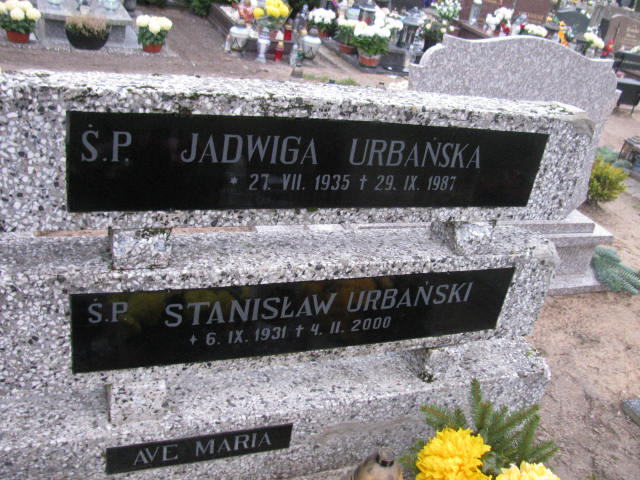 Ś.P. JADWIGA URBAŃSKA
* 27. VII. 1935 † 29. IX. 1987
Ś.P. STANISŁAW URBAŃSKI
* 6. IX. 1931 † 4. II. 2000
AVE MARIA